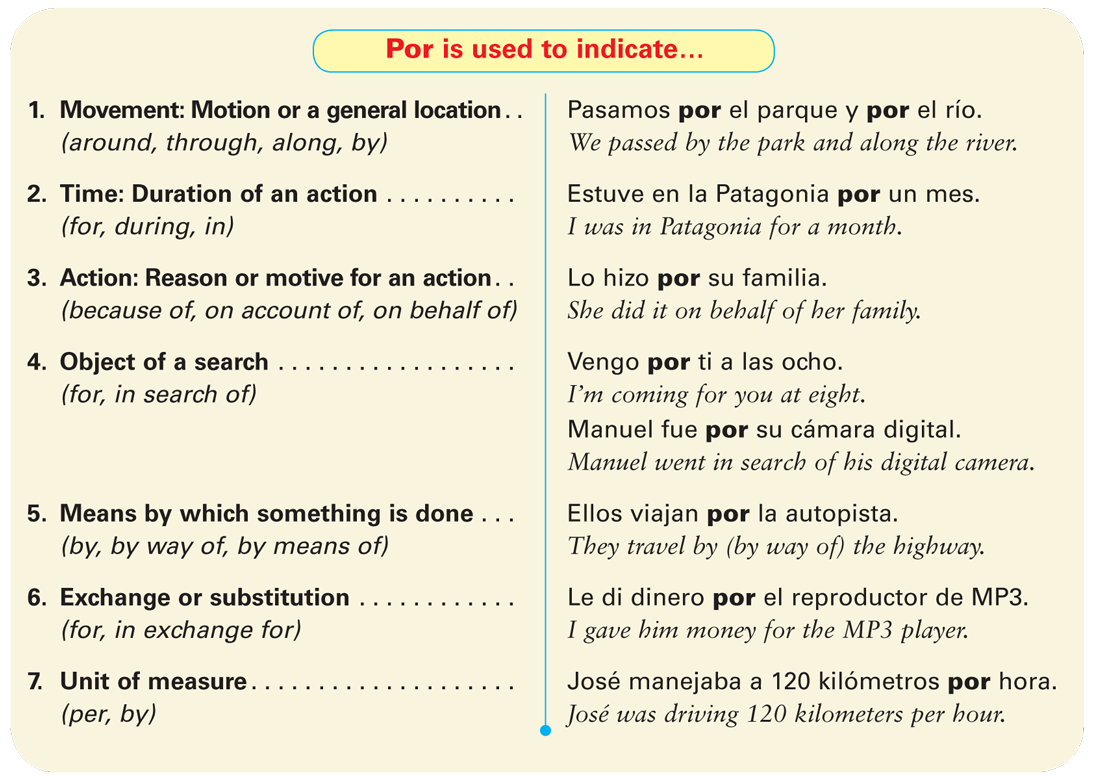 Por is used to indicate...
1. Movement: Motion or a general location . .
(around, through, along, by)
Pasamos por el parque y por el río.
We passed by the park and along the river.
2. Time: Duration of an action . . . . . . . . . .
(for, during, in)
Estuve en la Patagonia por un mes.
I was in Patagonia for a month.
3. Action: Reason or motive for an action . .
(because of, on account of, on behalf of)
Lo hizo por su familia.
She did it on behalf of her family.
4. Object of a search . . . . . . . . . . . . . . . . . .
(for, in search of)
Vengo por ti a las ocho.
I'm coming for you at eight.
Manuel fue por su cámara digital.
Manuel went in search of his digital camera.
5. Means by which something is done . . .
(by, by way of, by means of)
Ellos viajan por la autopista.
They travel by (by way of) the highway.
6. Exchange or substitution . . . . . . . . . . . .
(for, in exchange for)
Le di dinero por el reproductor de MP3.
I gave him money for the MP3 player.
7. Unit of measure . . . . . . . . . . . . . . . . . . . .
(per, by)
José manejaba a 120 kilómetros por hora.
José was driving 120 kilometers per hour.